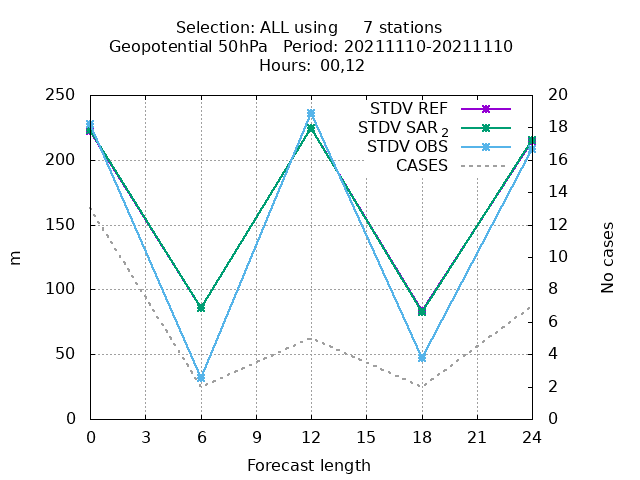 Selection: ALL using     7 stations
Geopotential 50hPa   Period: 20211110-20211110
Hours:  00,12
250
200
150
100
50
0
20
18
16
14
12
10
8
6
4
2
0
STDV REF
STDV SAR 2
STDV OBS
CASES
m
No cases
0 3 6 9 12 15 18 21 24
Forecast length